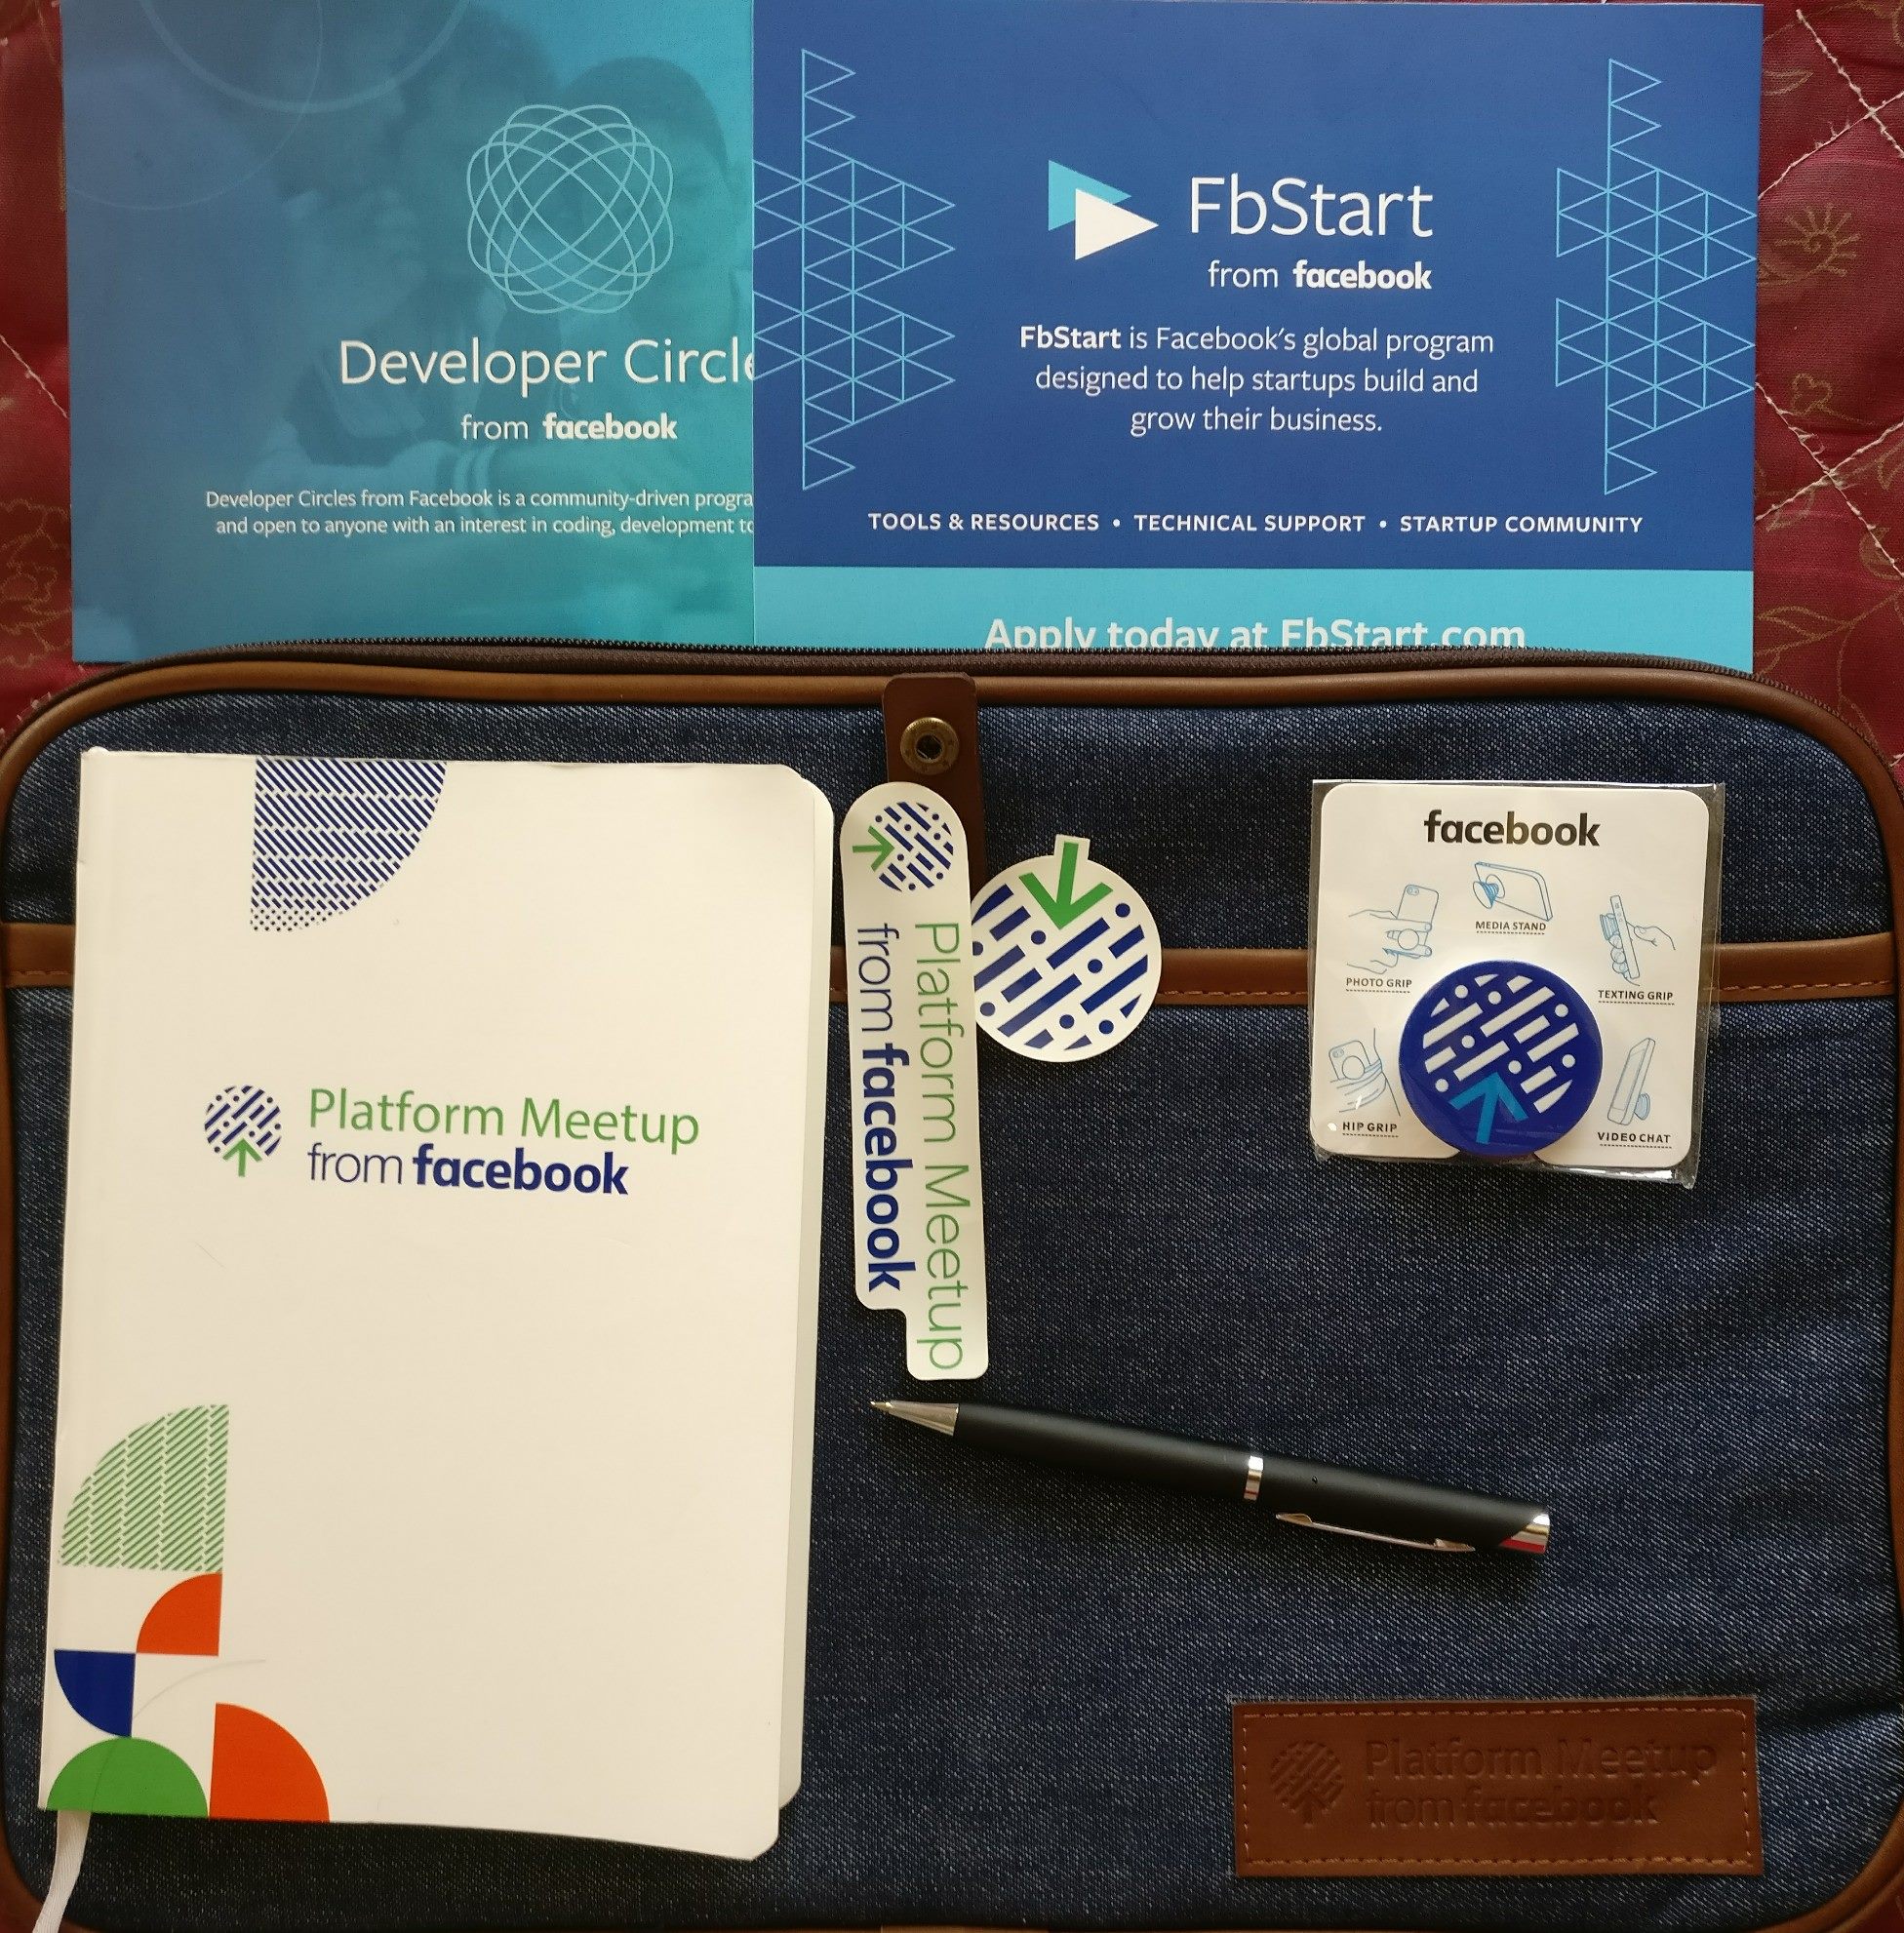 Developer Circle
from facebook
Developer Circles from Facebook is a community-driven progra
and open to anyone with an interest in coding, development to
FbStart
from facebook
FbStart is Facebook's global program
designed to help startups build and
grow their business.
TOOLS & RESOURCES • TECHNICAL SUPPORT • STARTUP COMMUNITY
Apply today at FbStart.com
Platform Meetup
from facebook
Platform Meetup
from facebook
facebook
MEDIA STAND
PHOTO GRIP
TEXTING GRIP
HIP GRIP
VIDEO CHAT
Platform Meetup
from facebook